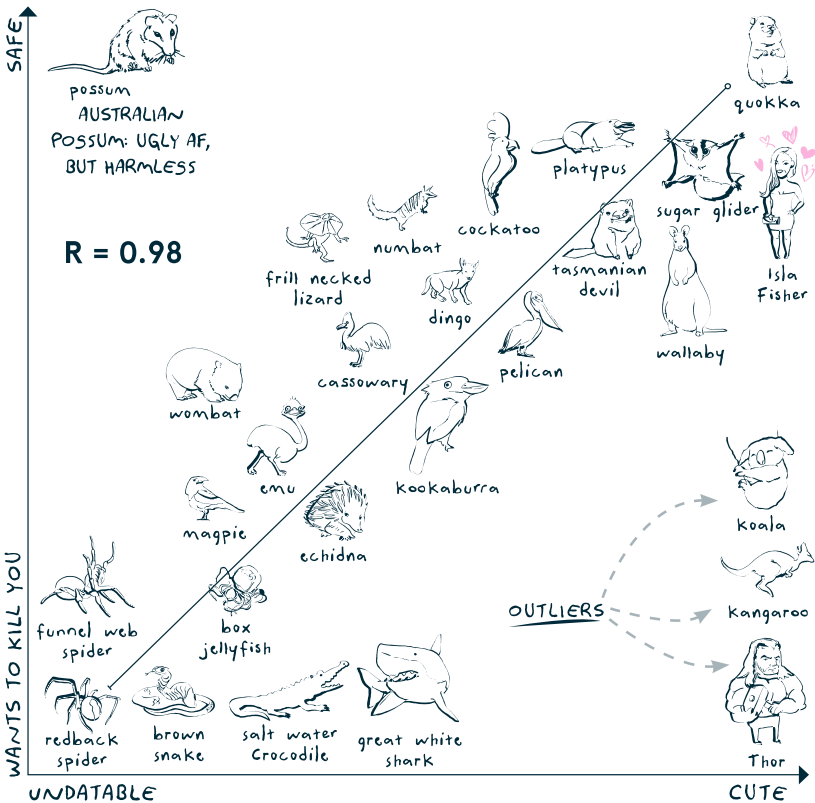 SAFE
possum
AUSTRALIAN
POSSUM: UGLY AF,
BUT HARMLESS
quokka
platypus
sugar glider
cockatoo
numbat
R = 0.98
frill necked
lizard
tasmanian
devil
Isla
Fisher
dingo
wallaby
pelican
cassowary
wombat
kookaburra
emu
koala
magpie
echidna
OUTLIERS
kangaroo
funnel web
spider
box
jellyfish
redback
spider
brown
snake
salt water
Crocodile
great white
shark
Thor
WANTS TO KILL YOU
UNDATABLE
CUTE